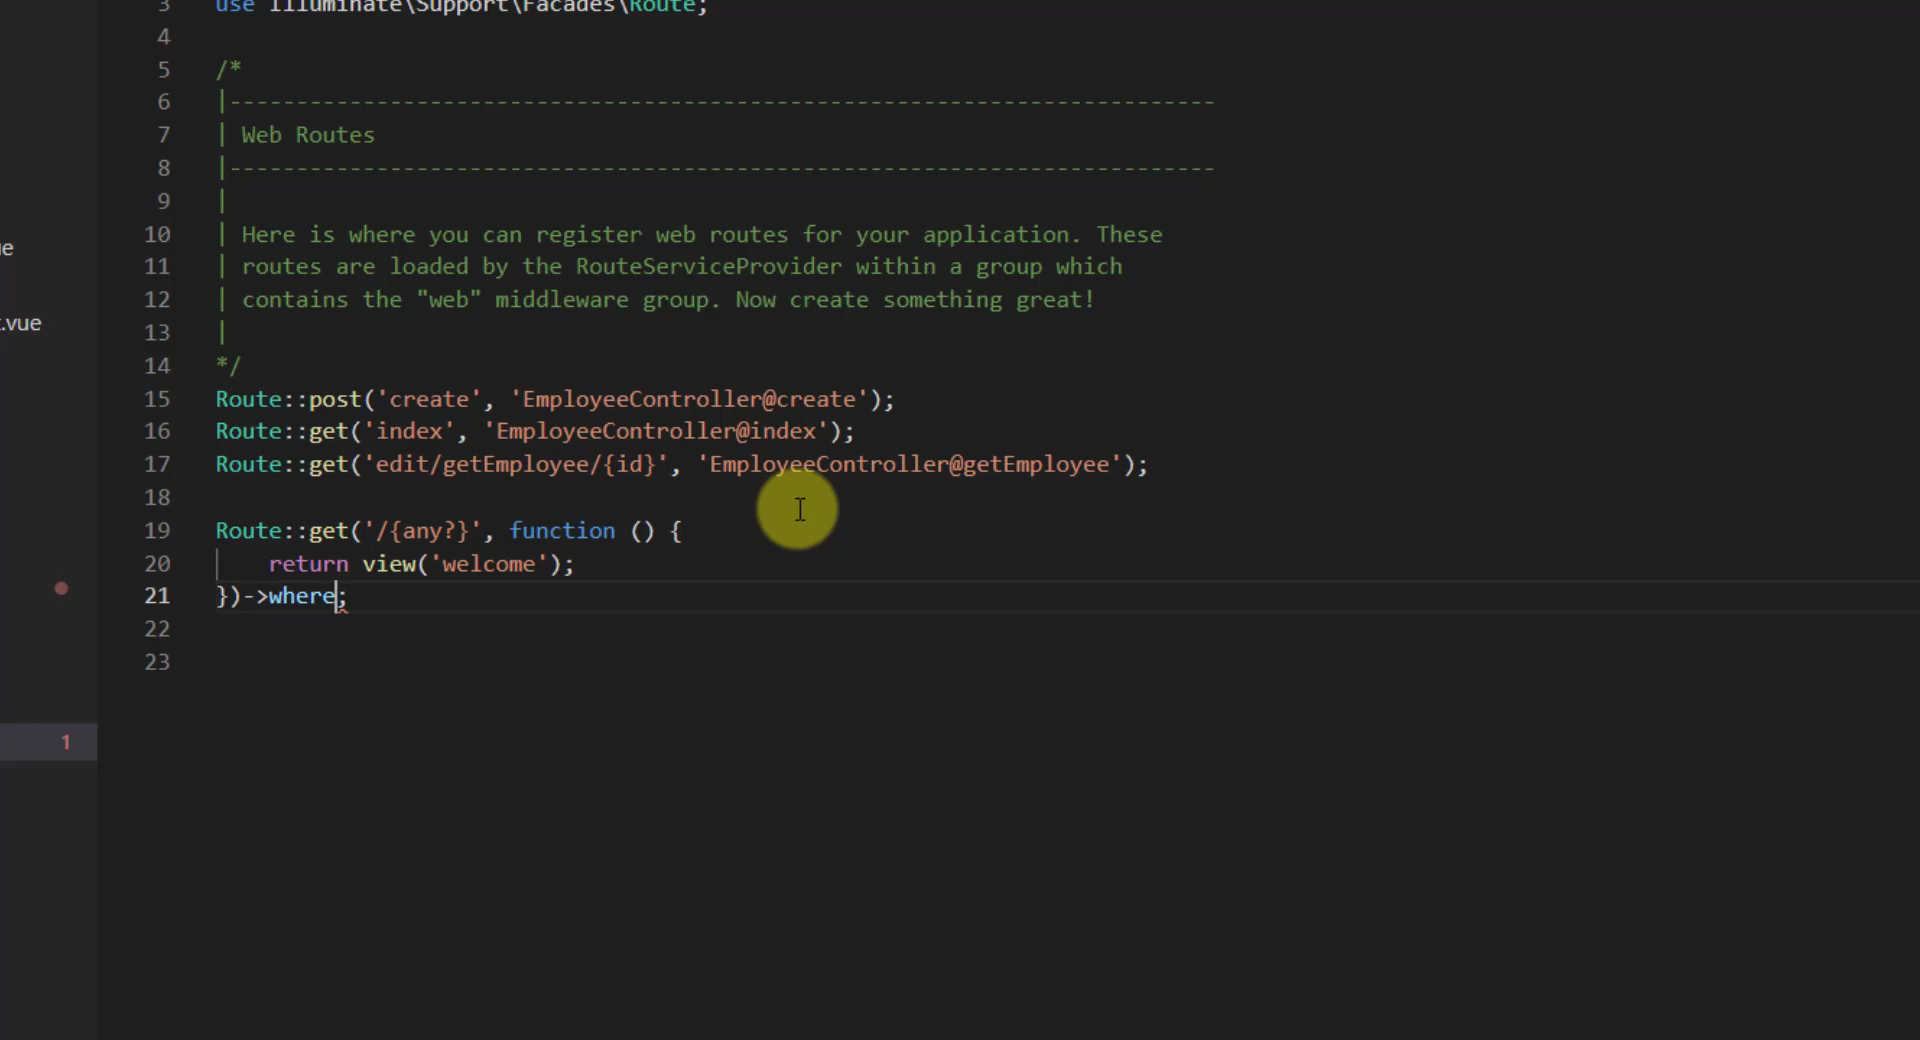 3 use Illuminate\Support\Facades\Route;
4
5 /*
6 |--------------------------------------------------------------------------
7 | Web Routes
8 |--------------------------------------------------------------------------
9 |
ue
10 | Here is where you can register web routes for your application. These
11 | routes are loaded by the RouteServiceProvider within a group which
12 | contains the "web" middleware group. Now create something great!
.vue
13 |
14 */
15 Route::post('create', 'EmployeeController@create');
16 Route::get('index', 'EmployeeController@index');
17 Route::get('edit/getEmployee/{id}', 'EmployeeController@getEmployee');
18
19 Route::get('/{any?}', function () {
20     return view('welcome');
21 })->where;
22
23
1